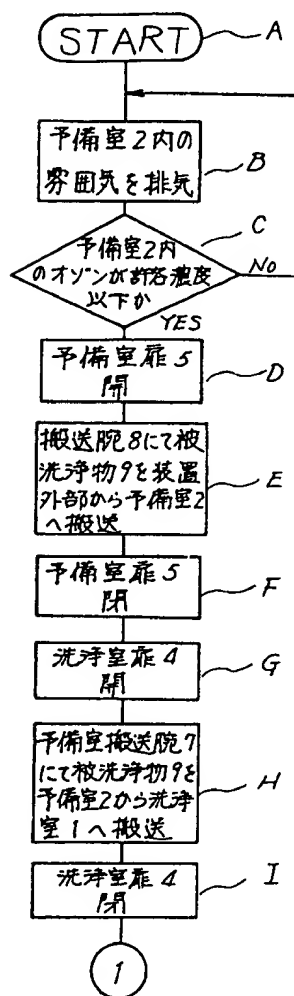 START
A
予備室2内の
雰囲気を排気
B
予備室2内
のオゾンが許容濃度
以下か
C
No
YES
予備室扉5
開
D
搬送腕8にて被
洗浄物9を装置
外部から予備室2
へ搬送
E
予備室扉5
閉
F
洗浄室扉4
開
G
予備室搬送腕7
にて被洗浄物9を
予備室2から洗浄
室1へ搬送
H
洗浄室扉4
閉
I
1